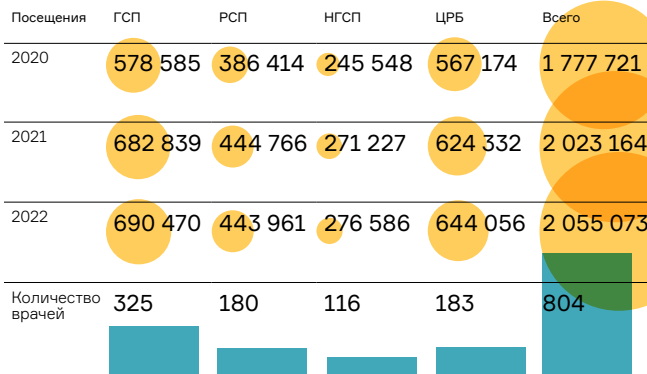 Посещения ГСП РСП НГСП ЦРБ Всего
2020 578 585 386 414 245 548 567 174 1 777 721
2021 682 839 444 766 271 227 624 332 2 023 164
2022 690 470 443 961 276 586 644 056 2 055 073
Количество 325 180 116 183 804
врачей